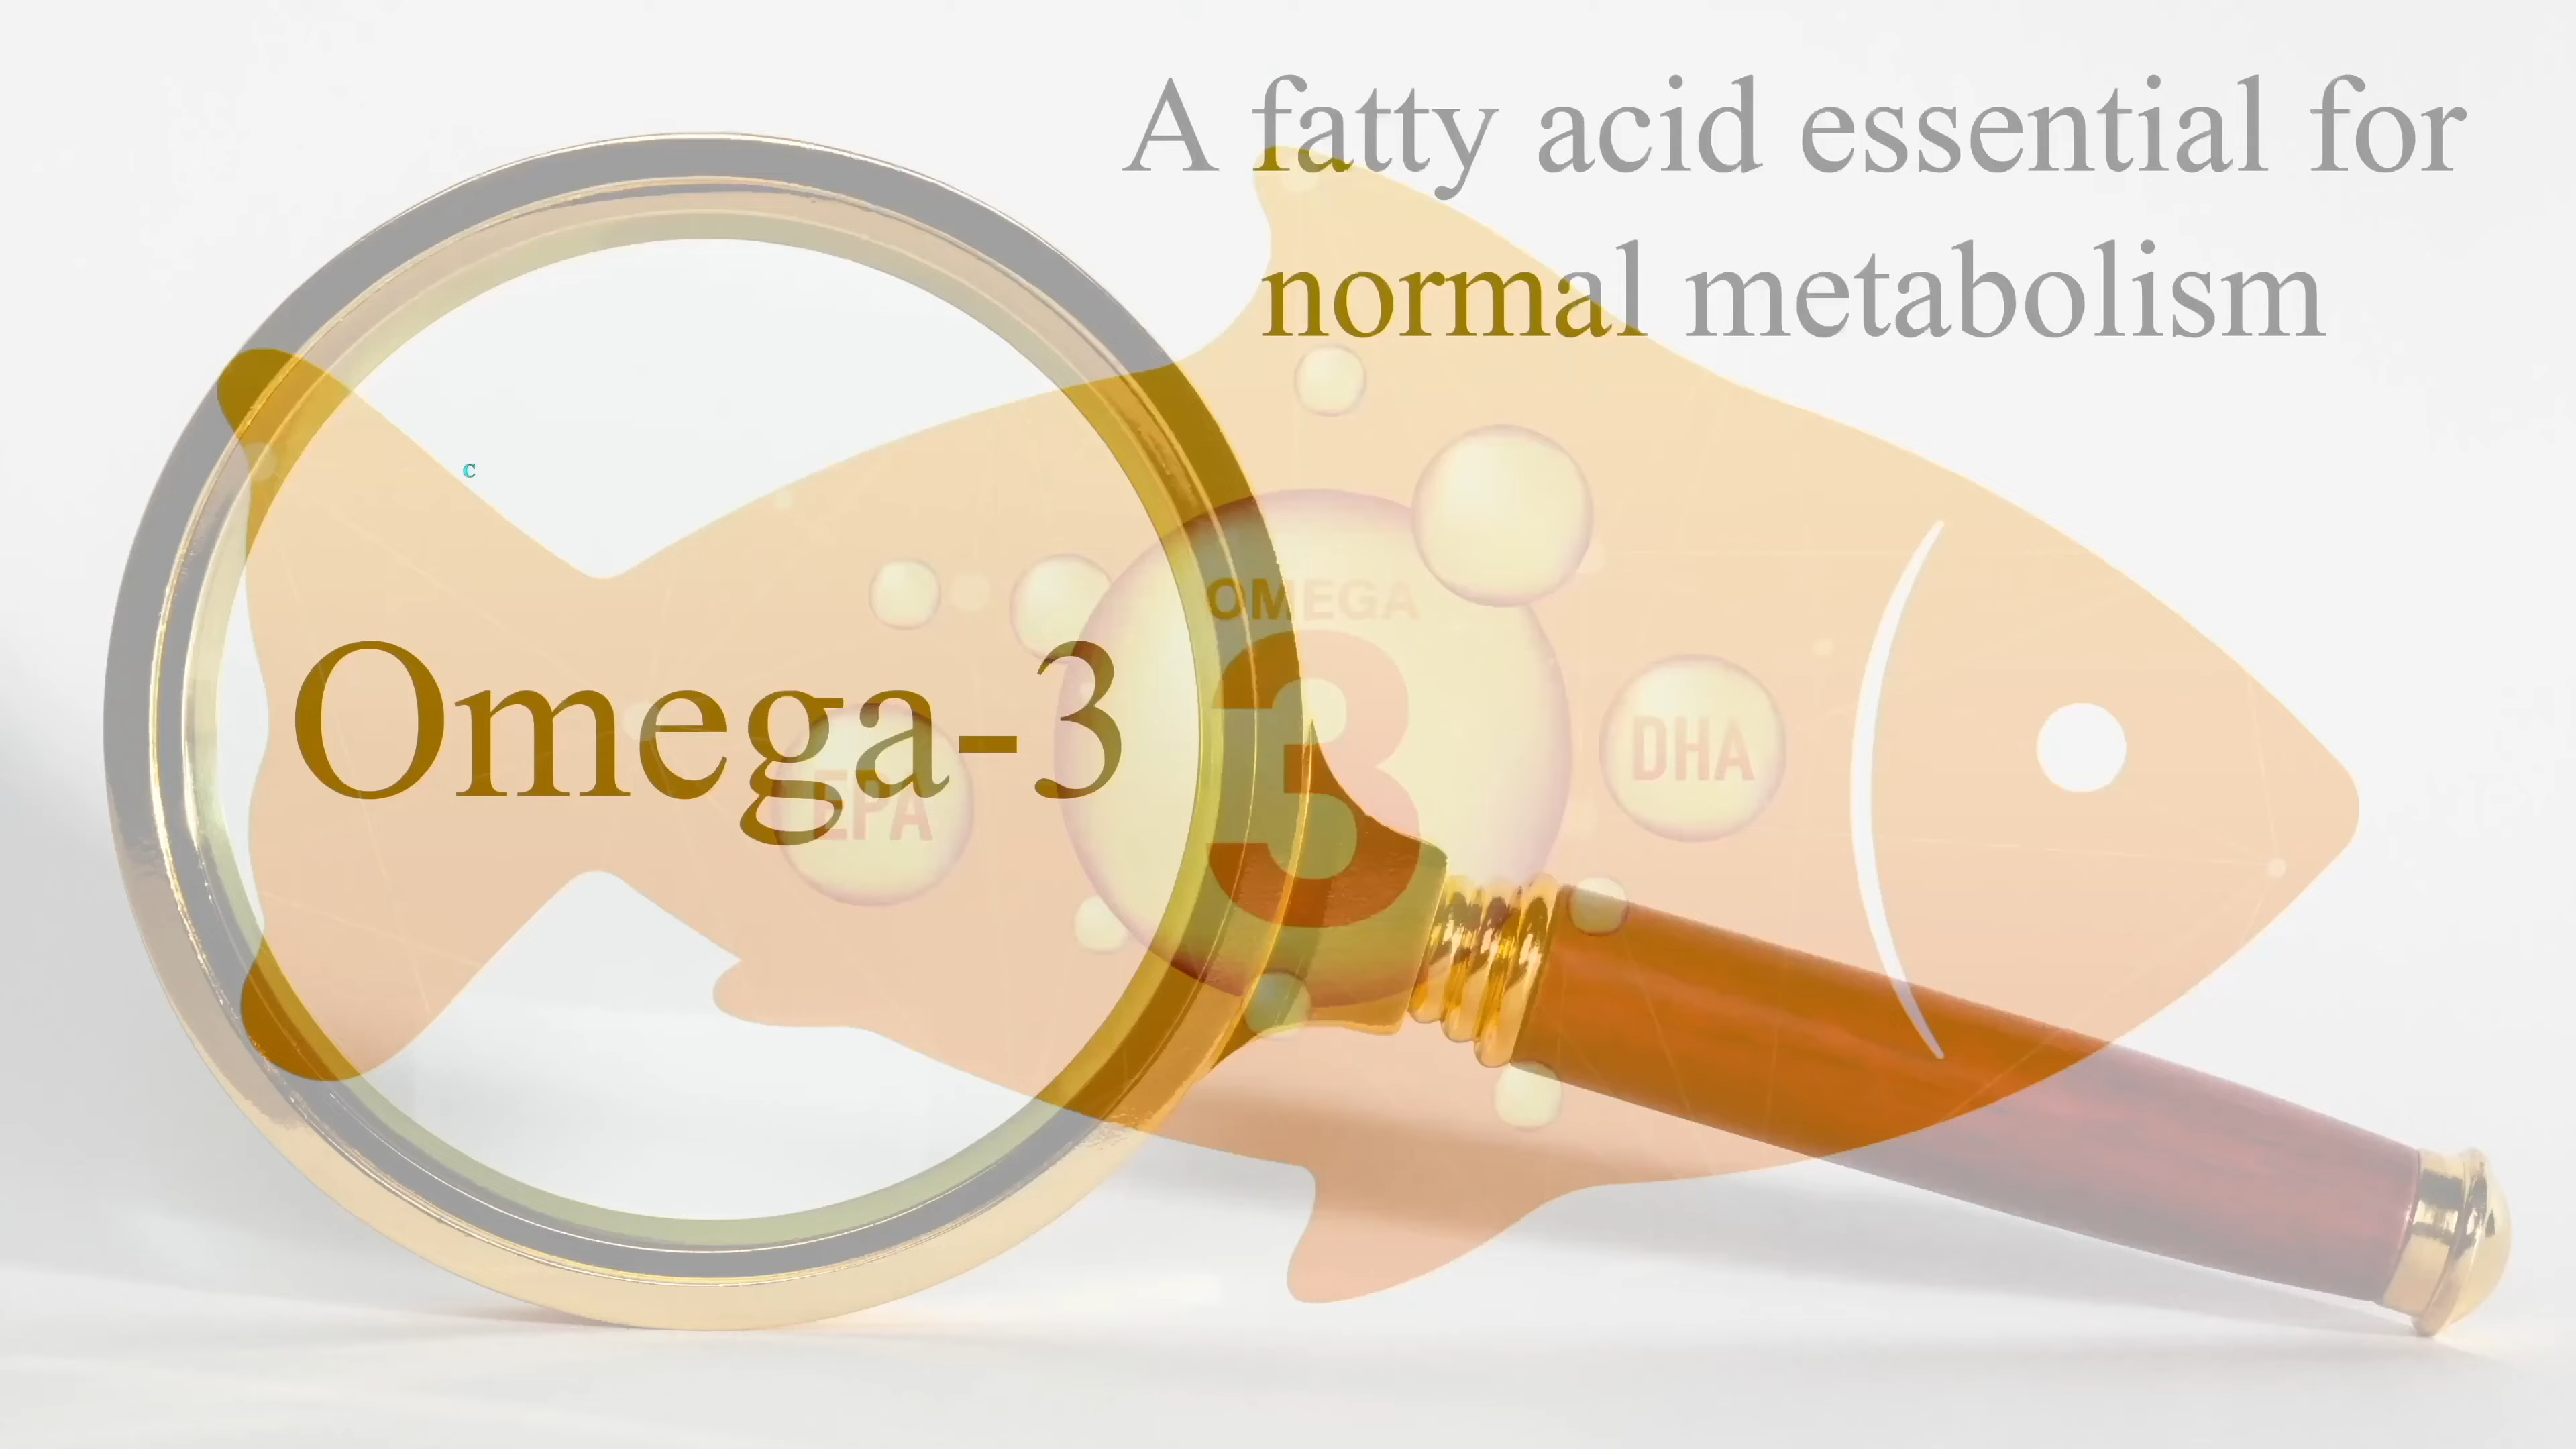 A fatty acid essential for
normal metabolism
c
OMEGA
3
Omega-3
EPA
DHA